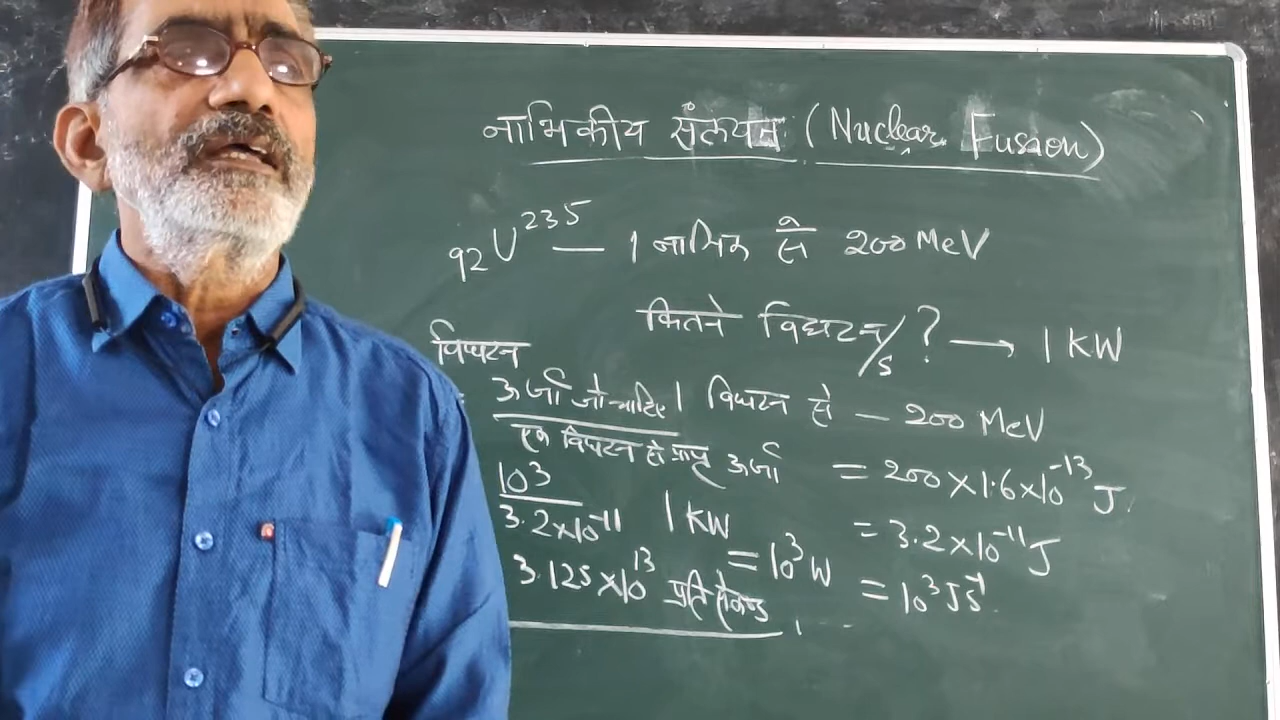 नाभिकीय संलयन (Nuclear Fusion)
₉₂U²³⁵ — 1 नाभिक से 200 MeV
कितने विघटन/s ? → 1 KW
विघटन
ऊर्जा जो चाहिए
एक विघटन से प्राप्त ऊर्जा
1 विघटन से — 200 MeV
= 200×1.6×10⁻¹³ J
10³
3.2×10⁻¹¹
= 3.2×10⁻¹¹ J
1 KW = 10³ W = 10³ J s⁻¹
3.125×10¹³ प्रति सेकण्ड